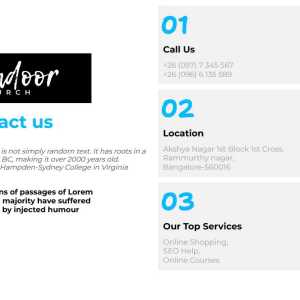 ndoor
URCH
act us
is not simply random text. It has roots in a
BC, making it over 2000 years old.
Hampden-Sydney College in Virginia
ns of passages of Lorem
majority have suffered
by injected humour
01
Call Us
+26 (097) 7 345 567
+26 (096) 6 135 589
02
Location
Akshya Nagar 1st Block 1st Cross,
Rammurthy nagar,
Bangalore-560016
03
Our Top Services
Online Shopping,
SEO Help,
Online Courses